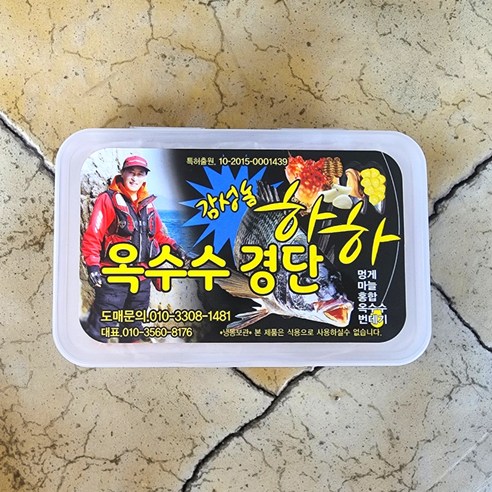 특허출원, 10-2015-0001439
감성돔
하하
옥수수 경단
멍게
마늘
홍합
옥수수
번데기
도매문의.010-3308-1481
대표.010-3560-8176
*냉동보관* 본 제품은 식용으로 사용하실수 없습니다.